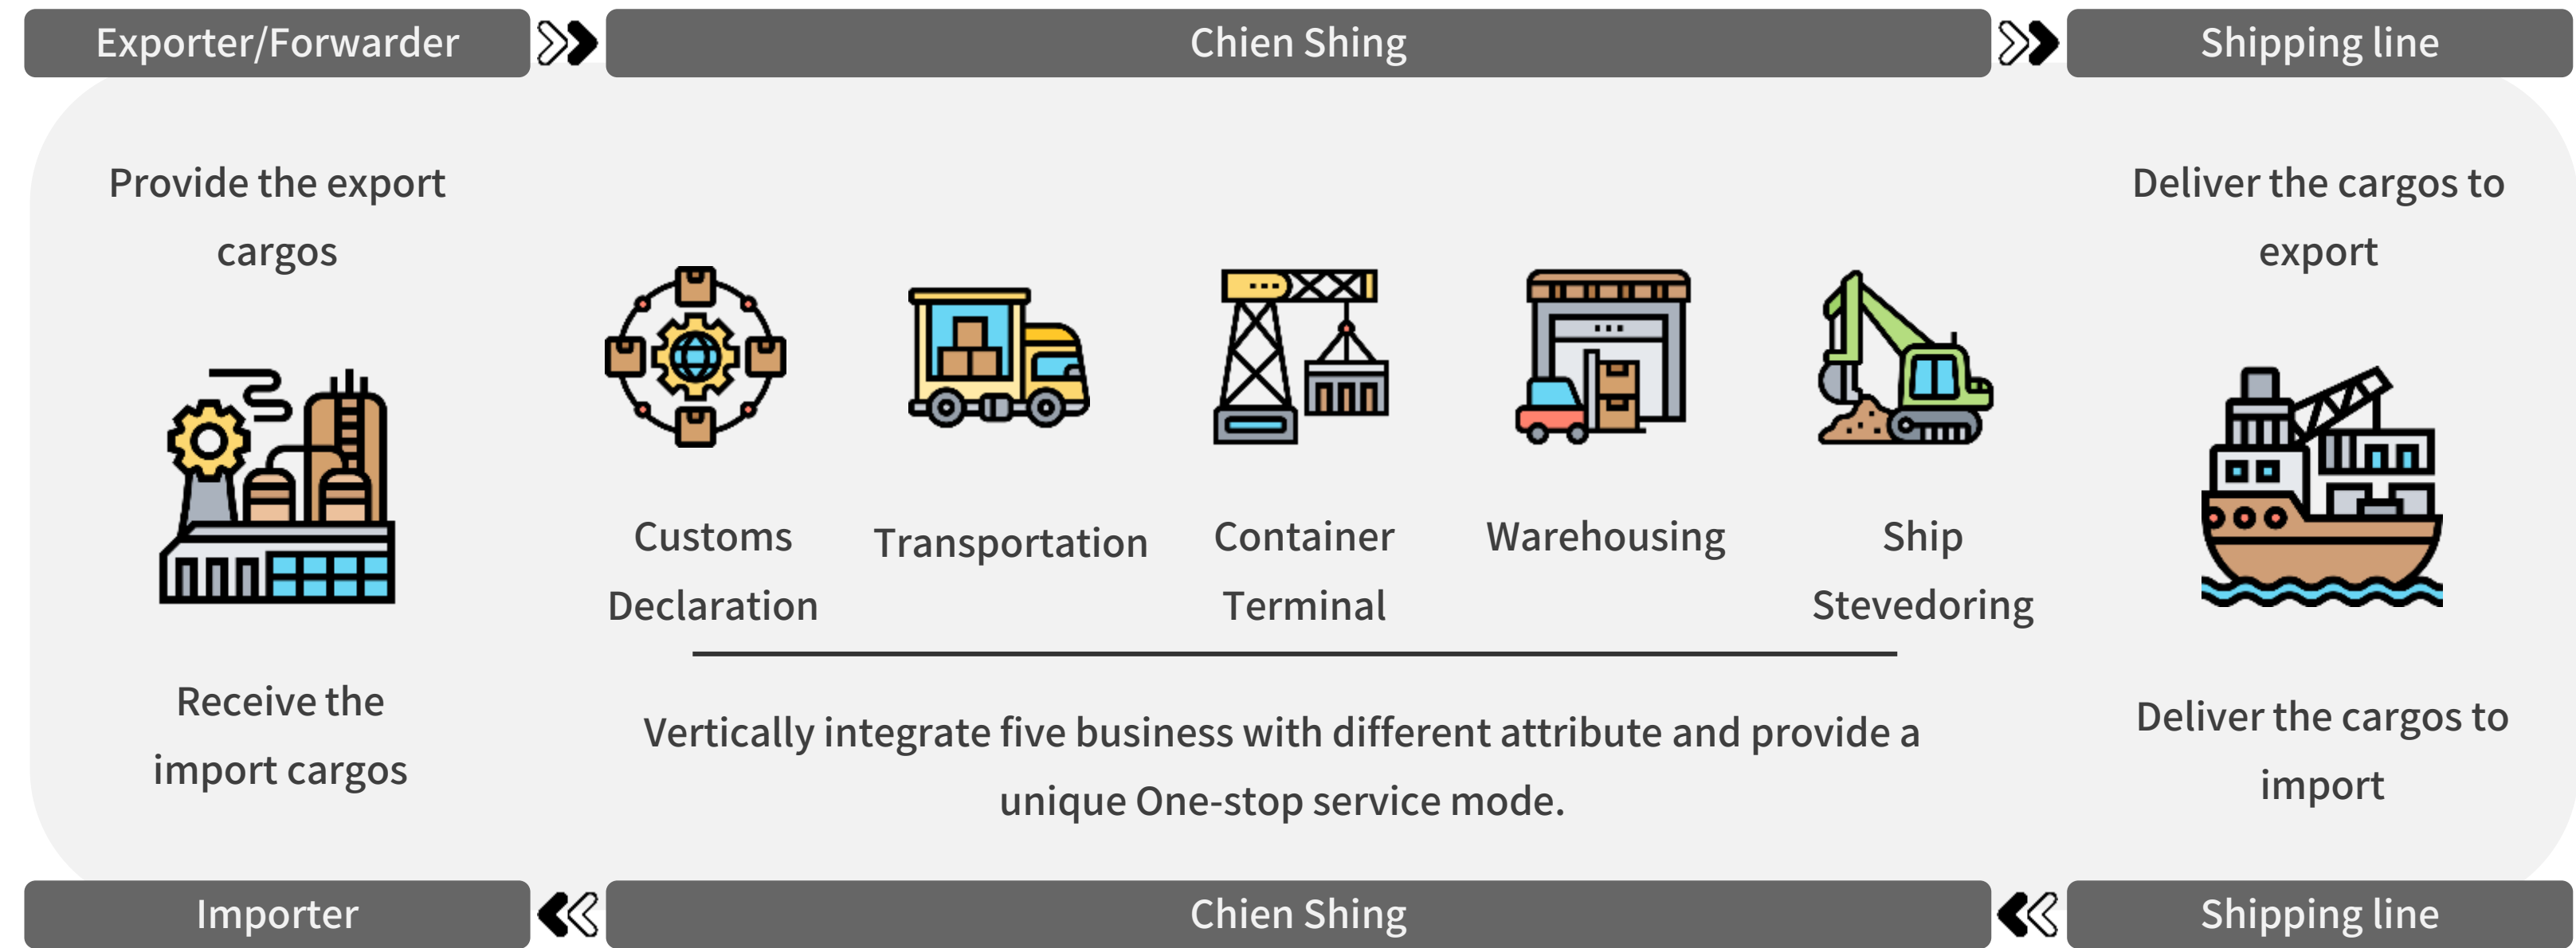 Exporter/Forwarder
Chien Shing
Shipping line
Provide the export
cargos
Deliver the cargos to
export
Customs
Declaration
Transportation
Container
Terminal
Warehousing
Ship
Stevedoring
Receive the
import cargos
Vertically integrate five business with different attribute and provide a
unique One-stop service mode.
Deliver the cargos to
import
Importer
Chien Shing
Shipping line